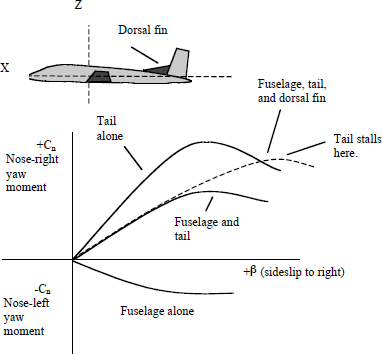 Z
Dorsal fin
X
Fuselage, tail,
and dorsal fin
Tail
alone
+Cn
Nose-right
yaw
moment
Tail stalls
here.
Fuselage and
tail
+β (sideslip to right)
-Cn
Nose-left
yaw
moment
Fuselage alone